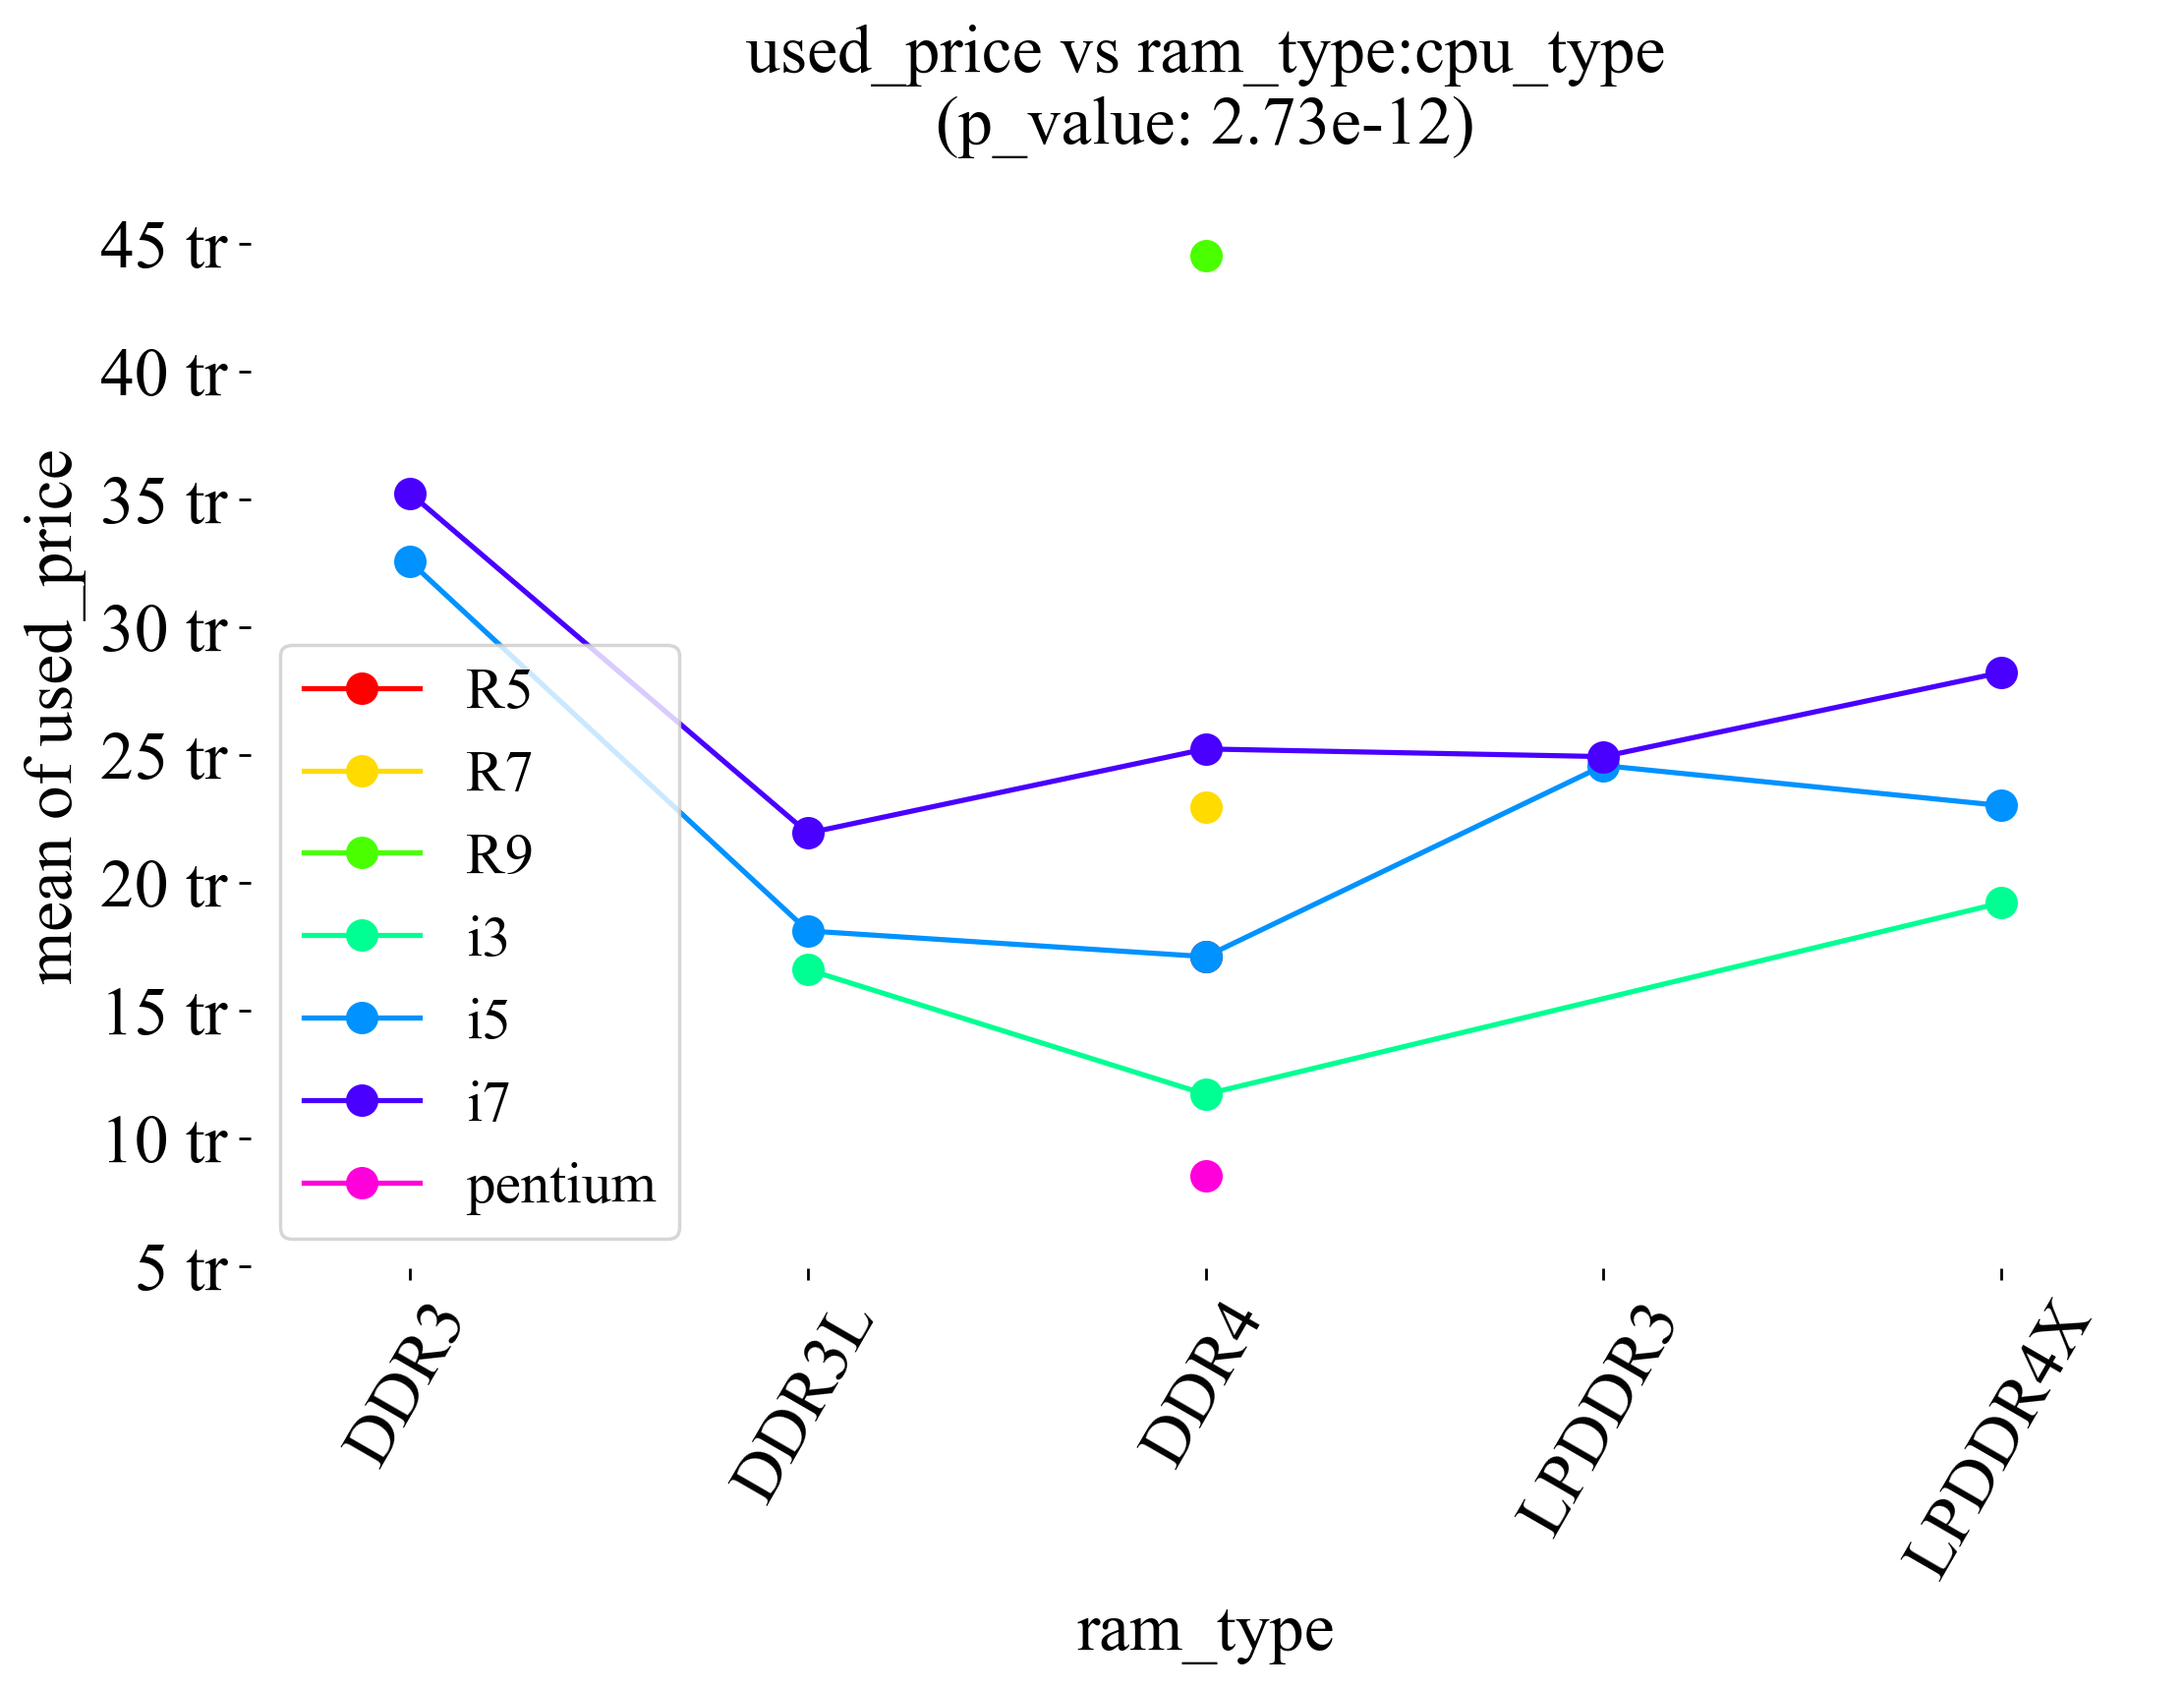 used_price vs ram_type:cpu_type
(p_value: 2.73e-12)
mean of used_price
45 tr
40 tr
35 tr
30 tr
25 tr
20 tr
15 tr
10 tr
5 tr
R5
R7
R9
i3
i5
i7
pentium
DDR3
DDR3L
DDR4
LPDDR3
LPDDR4X
ram_type